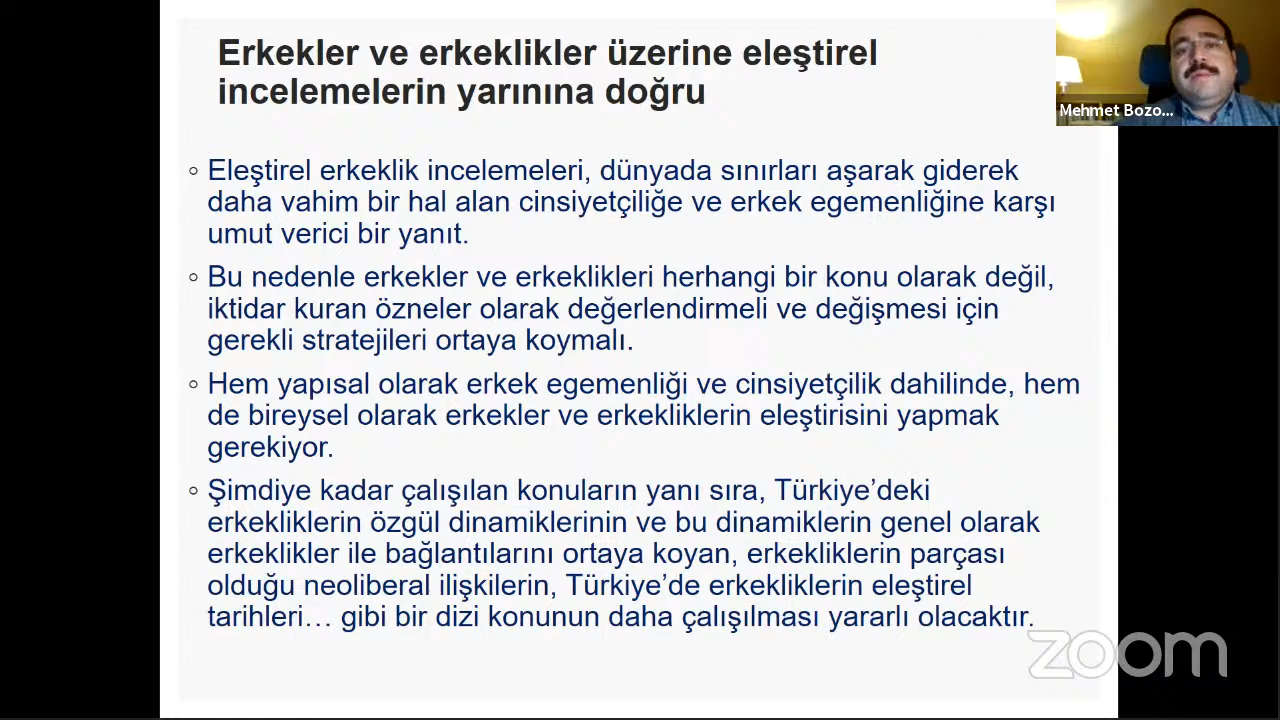 Erkekler ve erkeklikler üzerine eleştirel
incelemelerin yarınına doğru
Mehmet Bozo...
◦ Eleştirel erkeklik incelemeleri, dünyada sınırları aşarak giderek
daha vahim bir hal alan cinsiyetçiliğe ve erkek egemenliğine karşı
umut verici bir yanıt.
◦ Bu nedenle erkekler ve erkeklikleri herhangi bir konu olarak değil,
iktidar kuran özneler olarak değerlendirmeli ve değişmesi için
gerekli stratejileri ortaya koymalı.
◦ Hem yapısal olarak erkek egemenliği ve cinsiyetçilik dahilinde, hem
de bireysel olarak erkekler ve erkekliklerin eleştirisini yapmak
gerekiyor.
◦ Şimdiye kadar çalışılan konuların yanı sıra, Türkiye’deki
erkekliklerin özgül dinamiklerinin ve bu dinamiklerin genel olarak
erkeklikler ile bağlantılarını ortaya koyan, erkekliklerin parçası
olduğu neoliberal ilişkilerin, Türkiye’de erkekliklerin eleştirel
tarihleri… gibi bir dizi konunun daha çalışılması yararlı olacaktır.
zoom